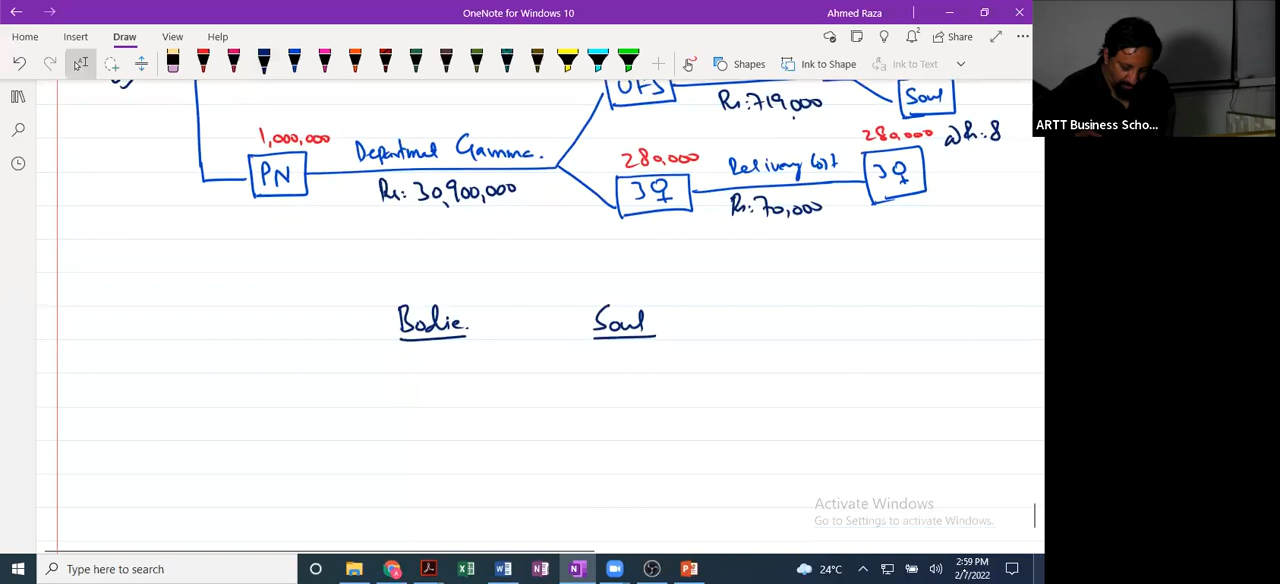 OneNote for Windows 10
Ahmed Raza
Home Insert Draw View Help
Share
Shapes Ink to Shape Ink to Text
ARTT Business Scho...
UFS
Rs: 719,000
Soul
1,000,000
Department Gamma.
280,000
280,000
@Rs: 8
PN
Rs: 30,900,000
3Q
Delivery Cost
3Q
Rs: 70,000
Bodie.
Soul
Activate Windows
Go to Settings to activate Windows.
Type here to search
24°C
2:59 PM
2/7/2022